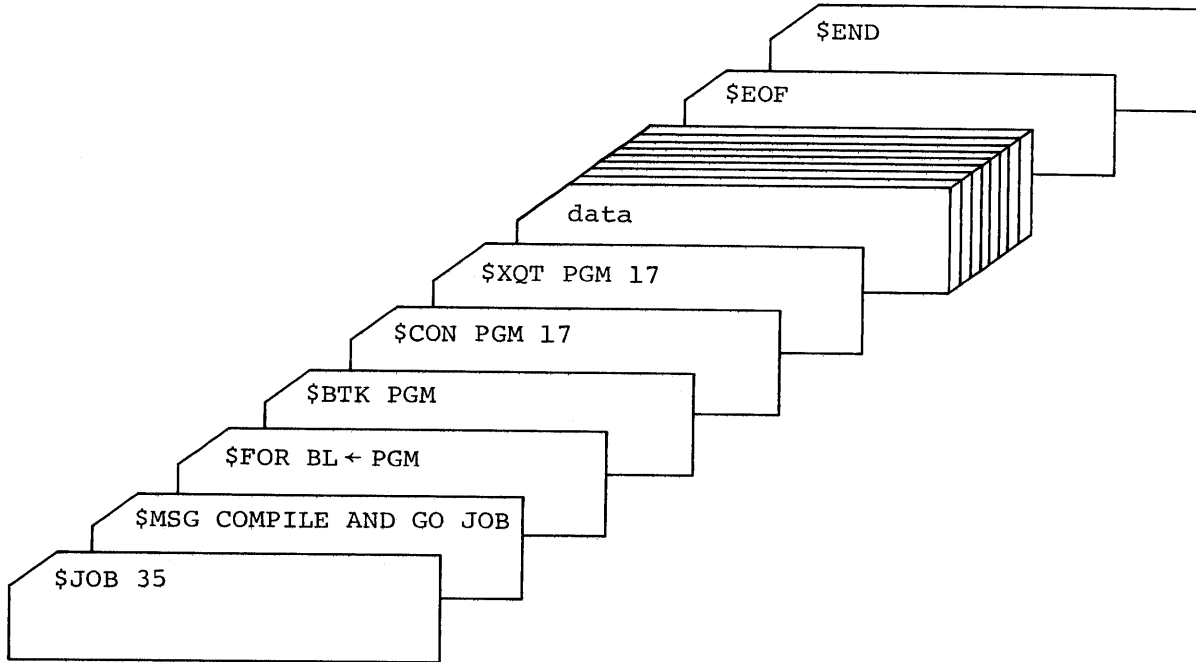 $END
$EOF
data
$XQT PGM 17
$CON PGM 17
$BTK PGM
$FOR BL ← PGM
$MSG COMPILE AND GO JOB
$JOB 35